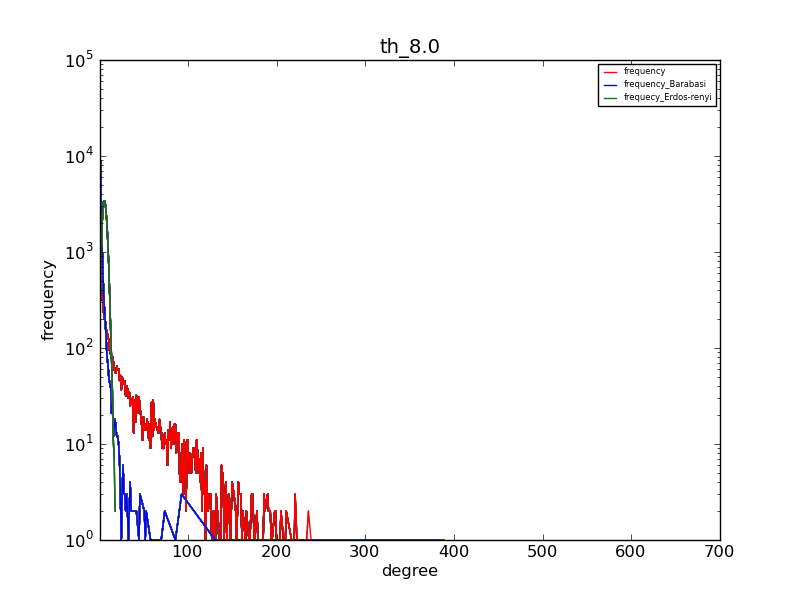 th_8.0
10^5
10^4
10^3
10^2
10^1
10^0
frequency
frequency
frequency_Barabasi
frequecy_Erdos-renyi
100
200
300
400
500
600
700
degree